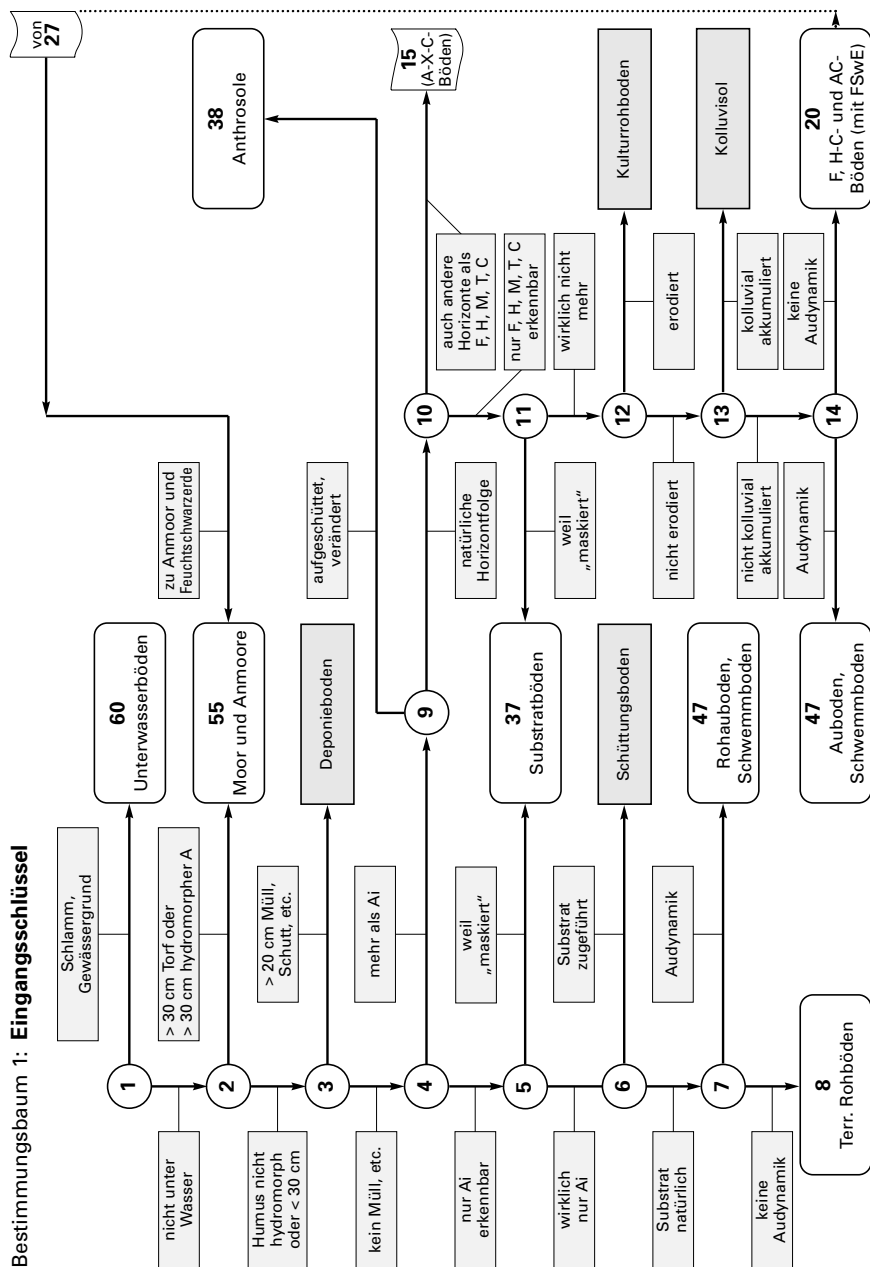 Bestimmungsbaum 1: Eingangsschlüssel
von
27
Schlamm,
Gewässergrund
60
Unterwasserböden
1
nicht unter
Wasser
zu Anmoor und
Feuchtschwarzerde
> 30 cm Torf oder
> 30 cm hydromorpher A
55
Moor und Anmoore
2
Humus nicht
hydromorph
oder < 30 cm
38
Anthrosole
> 20 cm Müll,
Schutt, etc.
Deponieboden
3
kein Müll, etc.
aufgeschüttet,
verändert
mehr als Ai
4
9
natürliche
Horizontfolge
10
15
(A-X-C-
Böden)
auch andere
Horizonte als
F, H, M, T, C
nur F, H, M, T, C
erkennbar
nur Ai
erkennbar
weil
„maskiert“
5
37
Substratböden
weil
„maskiert“
11
wirklich nicht
mehr
wirklich
nur Ai
Substrat
zugeführt
6
Schüttungsboden
12
erodiert
Kulturrohboden
nicht erodiert
Substrat
natürlich
Audynamik
7
47
Rohauboden,
Schwemmboden
13
kolluvial
akkumuliert
Kolluvisol
nicht kolluvial
akkumuliert
keine
Audynamik
8
Terr. Rohböden
47
Auboden,
Schwemmboden
Audynamik
14
keine
Audynamik
20
F, H-C- und AC-
Böden (mit FSwE)